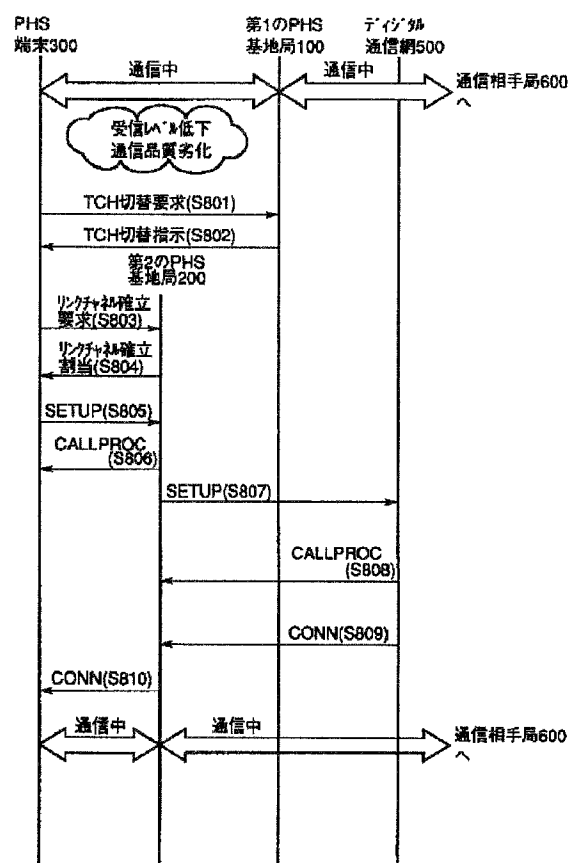 PHS
端末300
第1のPHS
基地局100
ディジタル
通信網500
通信中
通信中
通信相手局600
へ
受信レベル低下
通信品質劣化
TCH切替要求(S801)
TCH切替指示(S802)
第2のPHS
基地局200
リンクチャネル確立
要求(S803)
リンクチャネル確立
割当(S804)
SETUP(S805)
CALLPROC
(S806)
SETUP(S807)
CALLPROC
(S808)
CONN(S809)
CONN(S810)
通信中
通信中
通信相手局600
へ